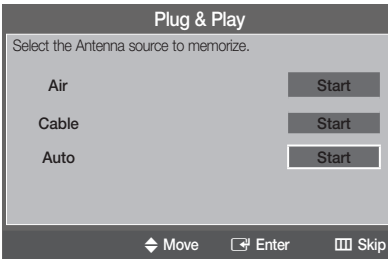 Plug & Play
Select the Antenna source to memorize.
Air Start
Cable Start
Auto Start
Move Enter Skip